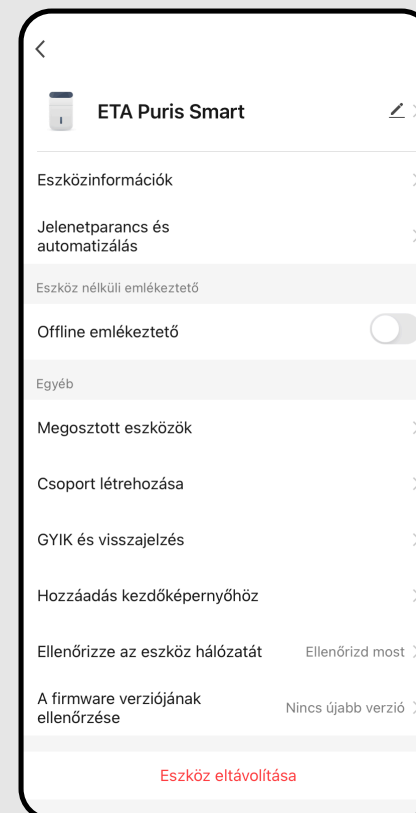 ETA Puris Smart
Eszközinformációk
Jelenetparancs és
automatizálás
Eszköz nélküli emlékeztető
Offline emlékeztető
Egyéb
Megosztott eszközök
Csoport létrehozása
GYIK és visszajelzés
Hozzáadás kezdőképernyőhöz
Ellenőrizze az eszköz hálózatát Ellenőrizd most
A firmware verziójának
ellenőrzése Nincs újabb verzió
Eszköz eltávolítása